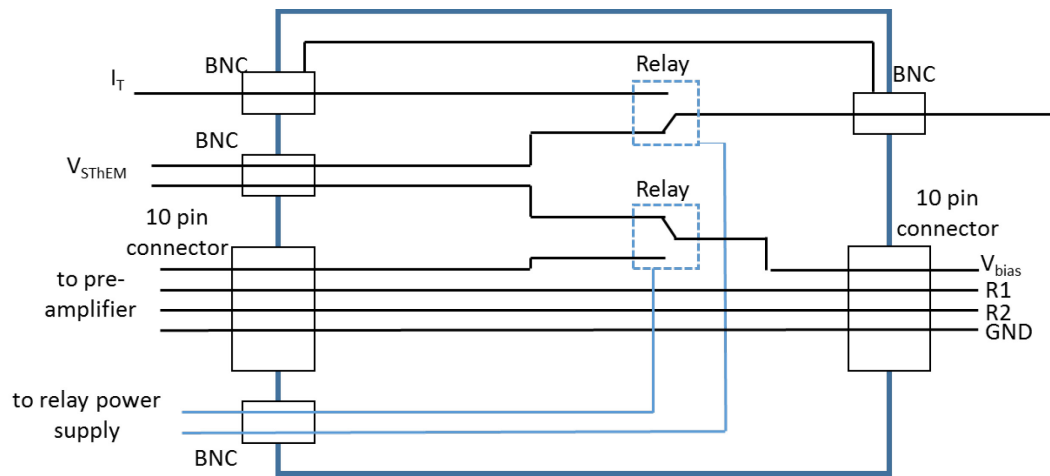 BNC
I_T
Relay
BNC
BNC
V_SThEM
Relay
10 pin
connector
10 pin
connector
to pre-
amplifier
V_bias
R1
R2
GND
to relay power
supply
BNC